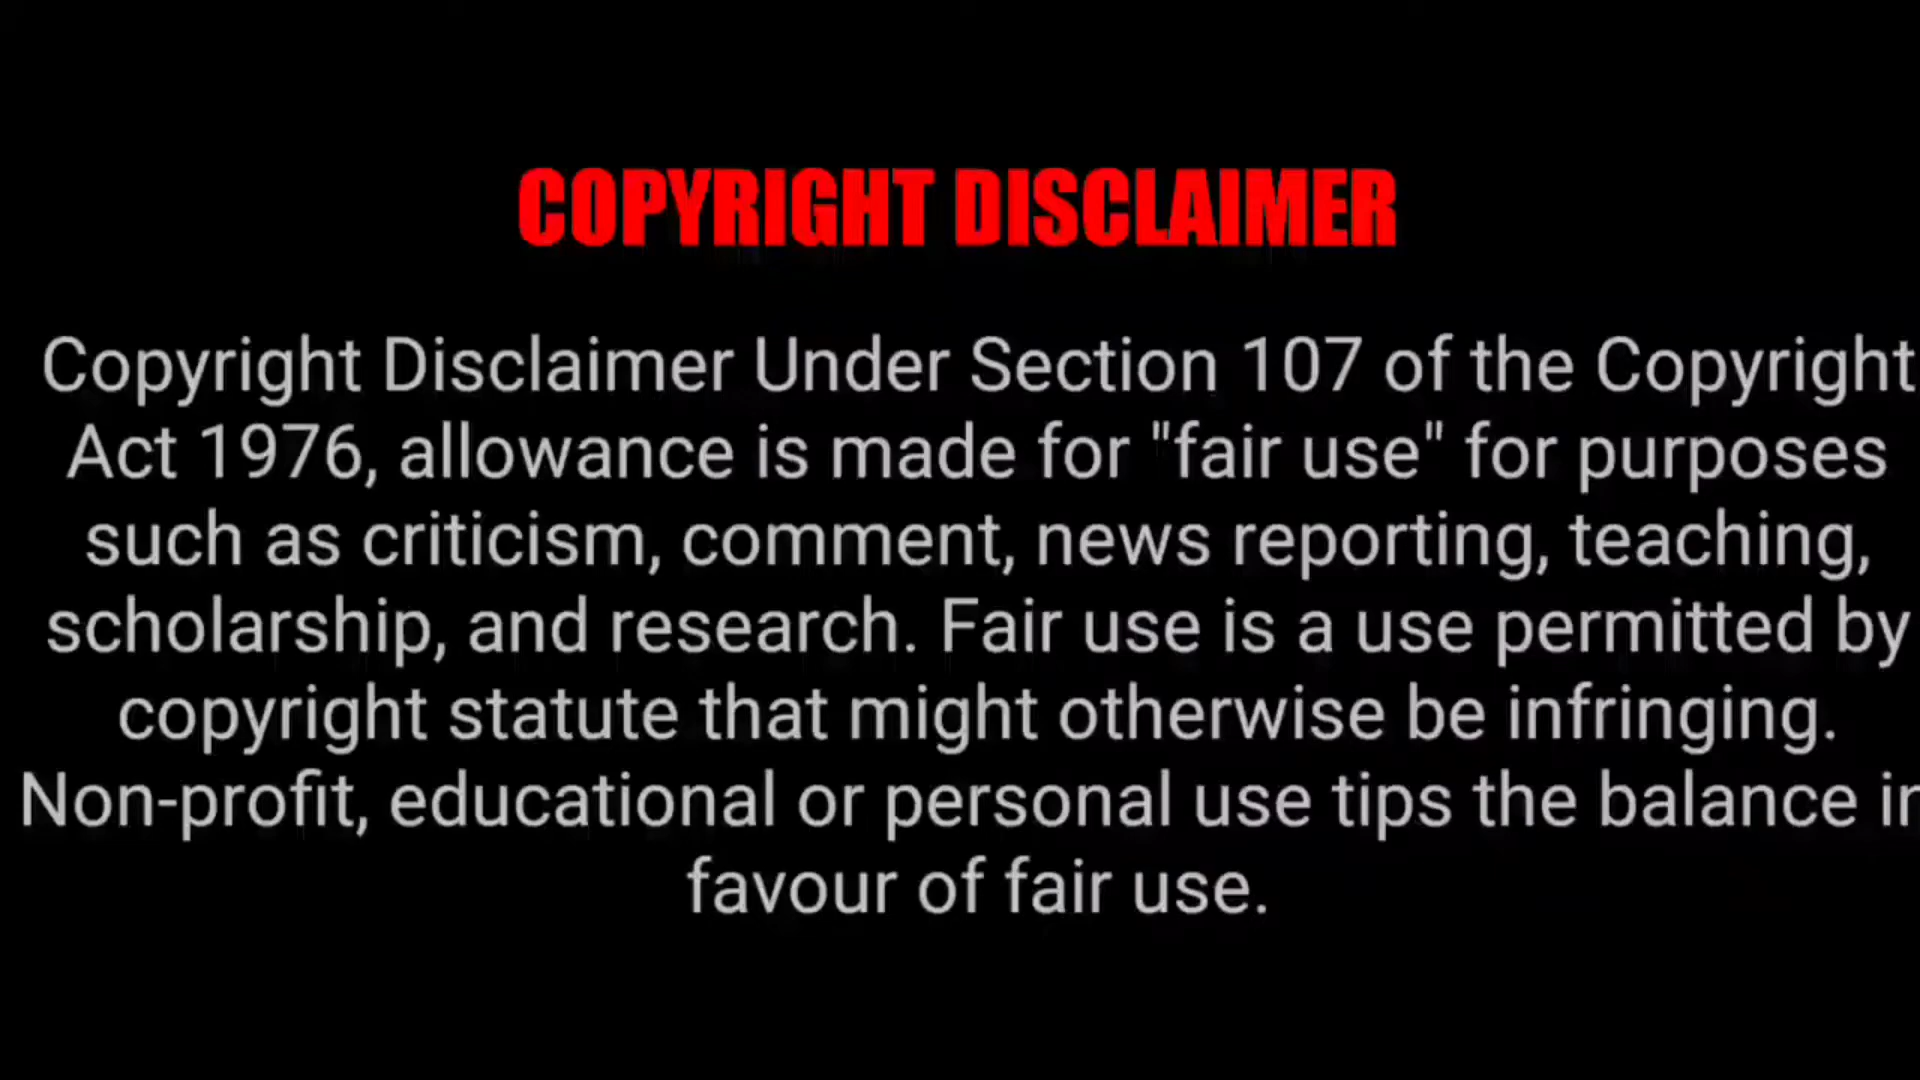 COPYRIGHT DISCLAIMER
Copyright Disclaimer Under Section 107 of the Copyright
Act 1976, allowance is made for "fair use" for purposes
such as criticism, comment, news reporting, teaching,
scholarship, and research. Fair use is a use permitted by
copyright statute that might otherwise be infringing.
Non-profit, educational or personal use tips the balance in
favour of fair use.